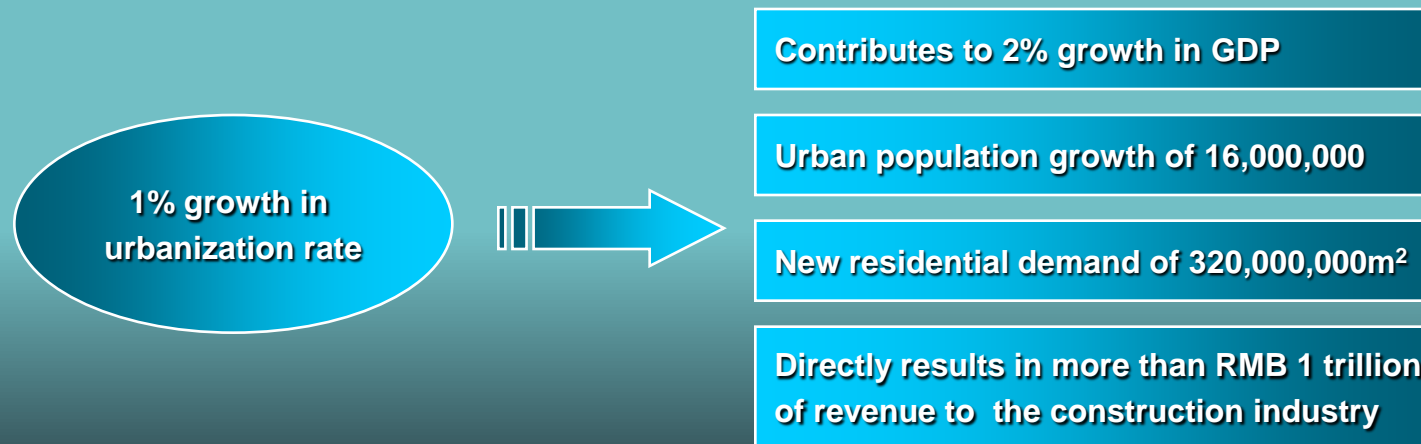 1% growth in
urbanization rate
Contributes to 2% growth in GDP
Urban population growth of 16,000,000
New residential demand of 320,000,000m²
Directly results in more than RMB 1 trillion
of revenue to the construction industry